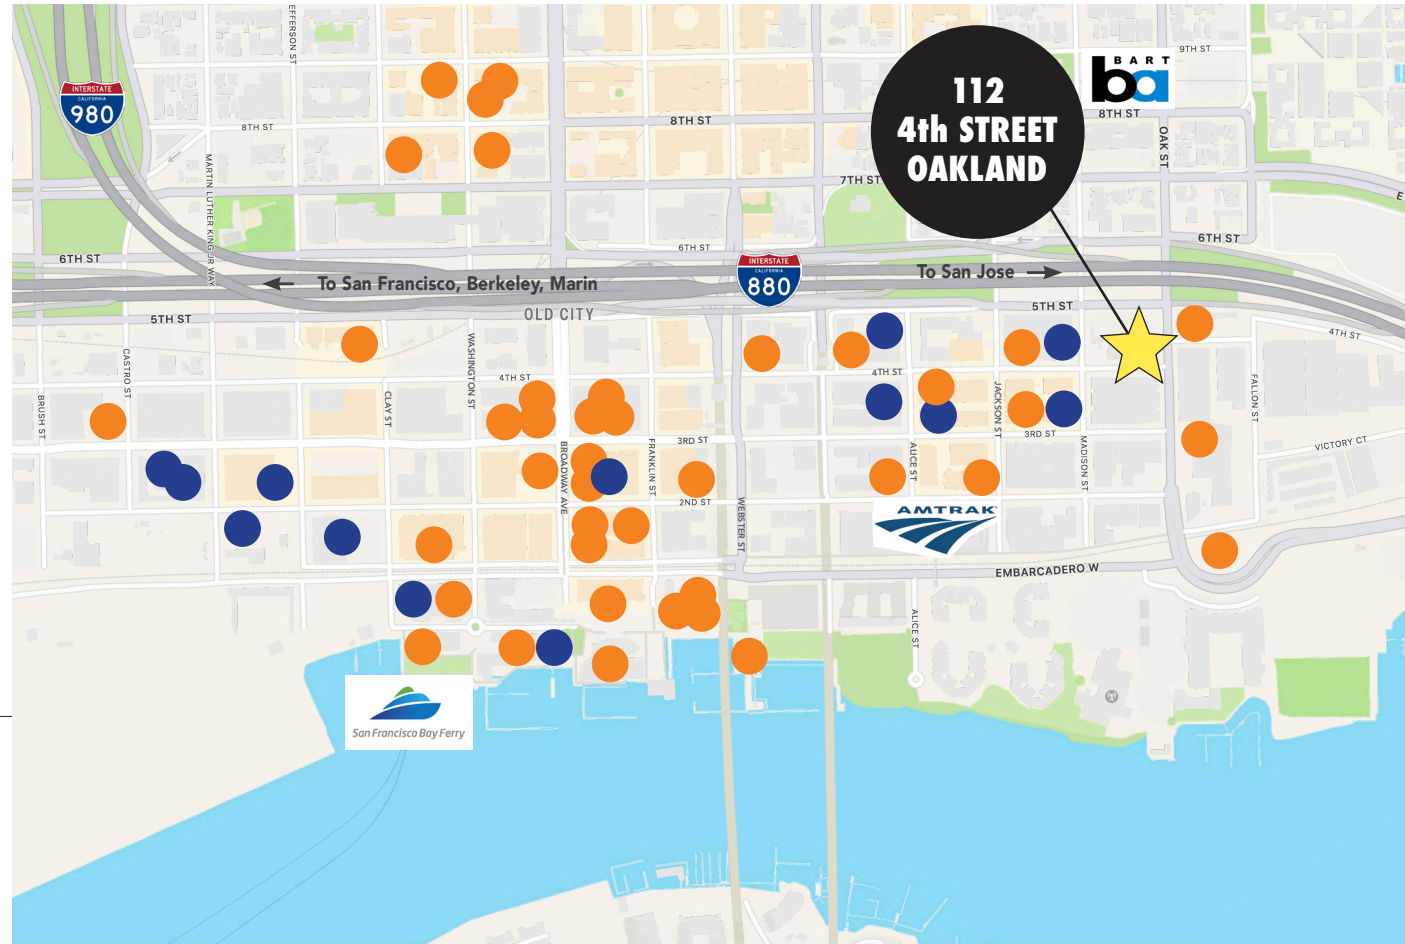 EFFERSON ST
9TH ST
BART
ba
INTERSTATE
CALIFORNIA
980
112
4th STREET
OAKLAND
8TH ST
8TH ST
8TH ST
OAK ST
MARTIN LUTHER KING JR WAY
7TH ST
E
6TH ST
6TH ST
6TH ST
To San Francisco, Berkeley, Marin
INTERSTATE
CALIFORNIA
880
To San Jose
5TH ST
OLD CITY
5TH ST
4TH ST
CASTRO ST
WASHINGTON ST
4TH ST
4TH ST
BRUSH ST
CLAY ST
JACKSON ST
FALLON ST
BROADWAY AVE
FRANKLIN ST
3RD ST
ALICE ST
3RD ST
MADISON ST
VICTORY CT
2ND ST
WEBSTER ST
AMTRAK
EMBARCADERO W
ALICE ST
San Francisco Bay Ferry